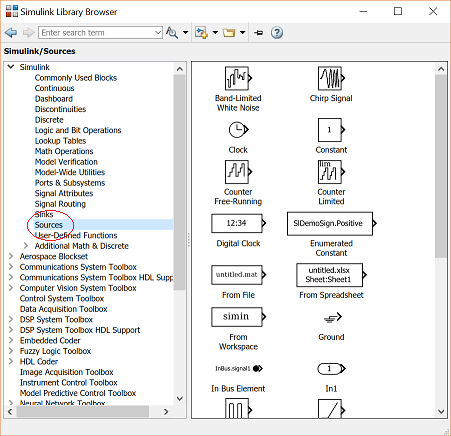 Simulink Library Browser
Enter search term
Simulink/Sources
Simulink
Commonly Used Blocks
Continuous
Dashboard
Discontinuities
Discrete
Logic and Bit Operations
Lookup Tables
Math Operations
Model Verification
Model-Wide Utilities
Ports & Subsystems
Signal Attributes
Signal Routing
Sinks
Sources
User-Defined Functions
Additional Math & Discrete
Aerospace Blockset
Communications System Toolbox
Communications System Toolbox HDL Supp
Computer Vision System Toolbox
Control System Toolbox
Data Acquisition Toolbox
DSP System Toolbox
DSP System Toolbox HDL Support
Embedded Coder
Fuzzy Logic Toolbox
HDL Coder
Image Acquisition Toolbox
Instrument Control Toolbox
Model Predictive Control Toolbox
Neural Network Toolbox
Band-Limited
White Noise
Chirp Signal
Clock
1
Constant
Counter
Free-Running
lim
Counter
Limited
12:34
Digital Clock
SlDemoSign.Positive
Enumerated
Constant
untitled.mat
From File
untitled.xlsx
Sheet:Sheet1
From Spreadsheet
simin
From
Workspace
Ground
InBus.signal1
In Bus Element
1
In1